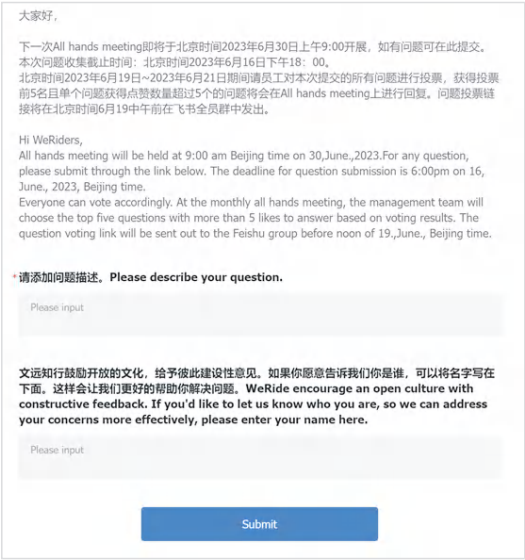 大家好，
下一次All hands meeting即将于北京时间2023年6月30日上午9:00开展，如有问题可在此提交。
本次问题收集截止时间：北京时间2023年6月16日下午18：00。
北京时间2023年6月19日~2023年6月21日期间请员工对本次提交的所有问题进行投票，获得投票
前5名且单个问题获得点赞数量超过5个的问题将会在All hands meeting上进行回复。问题投票链
接将在北京时间6月19中午前在飞书全员群中发出。
Hi WeRiders,
All hands meeting will be held at 9:00 am Beijing time on 30,June.,2023.For any question,
please submit through the link below. The deadline for question submission is 6:00pm on 16,
June., 2023, Beijing time.
Everyone can vote accordingly. At the monthly all hands meeting, the management team will
choose the top five questions with more than 5 likes to answer based on voting results. The
question voting link will be sent out to the Feishu group before noon of 19.,June., Beijing time.
*请添加问题描述。Please describe your question.
Please input
文远知行鼓励开放的文化，给予彼此建设性意见。如果你愿意告诉我们你是谁，可以将名字写在
下面。这样会让我们更好的帮助你解决问题。WeRide encourage an open culture with
constructive feedback. If you'd like to let us know who you are, so we can address
your concerns more effectively, please enter your name here.
Please input
Submit